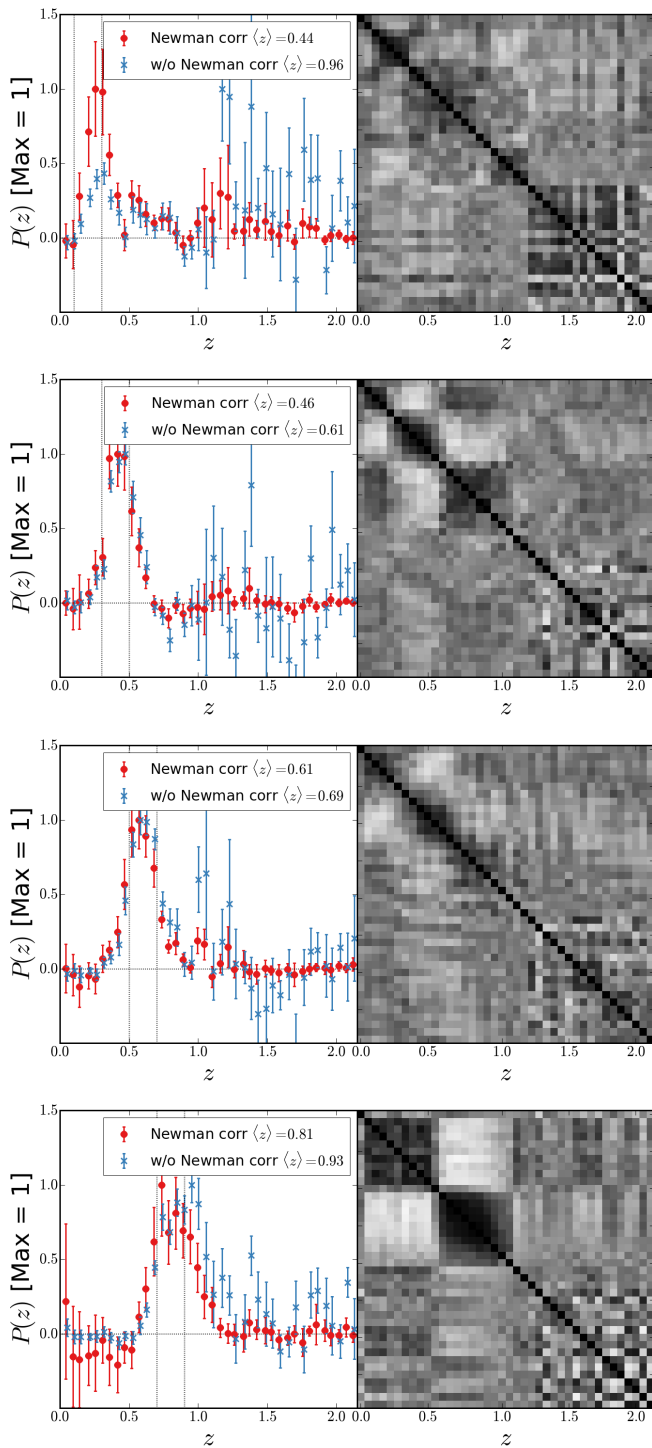 1.5
Newman corr ⟨z⟩=0.44
w/o Newman corr ⟨z⟩=0.96
1.0
0.5
0.0
P(z) [Max = 1]
0.0 0.5 1.0 1.5 2.0 0.0 0.5 1.0 1.5 2.0
z z
1.5
Newman corr ⟨z⟩=0.46
w/o Newman corr ⟨z⟩=0.61
1.0
0.5
0.0
P(z) [Max = 1]
0.0 0.5 1.0 1.5 2.0 0.0 0.5 1.0 1.5 2.0
z z
1.5
Newman corr ⟨z⟩=0.61
w/o Newman corr ⟨z⟩=0.69
1.0
0.5
0.0
P(z) [Max = 1]
0.0 0.5 1.0 1.5 2.0 0.0 0.5 1.0 1.5 2.0
z z
1.5
Newman corr ⟨z⟩=0.81
w/o Newman corr ⟨z⟩=0.93
1.0
0.5
0.0
P(z) [Max = 1]
0.0 0.5 1.0 1.5 2.0 0.0 0.5 1.0 1.5 2.0
z z